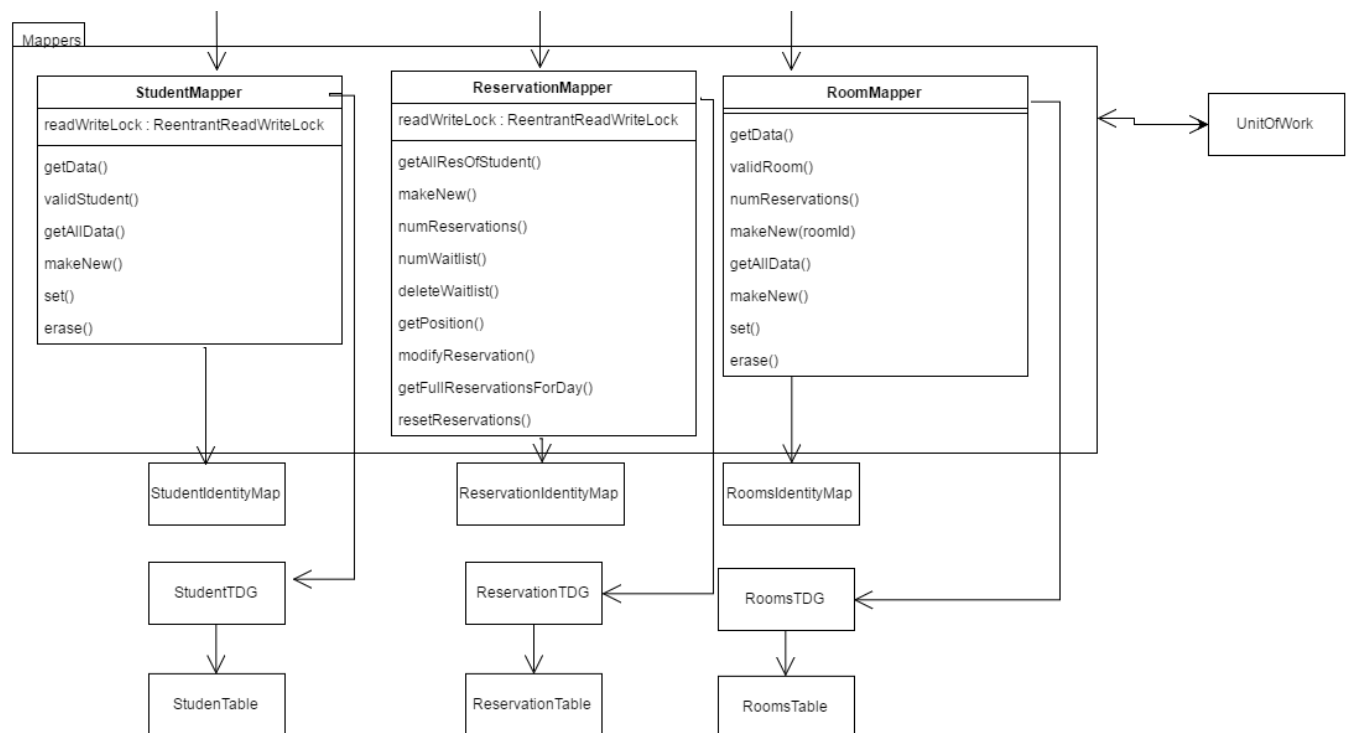 Mappers
StudentMapper
readWriteLock : ReentrantReadWriteLock
getData()
validStudent()
getAllData()
makeNew()
set()
erase()
ReservationMapper
readWriteLock : ReentrantReadWriteLock
getAllResOfStudent()
makeNew()
numReservations()
numWaitlist()
deleteWaitlist()
getPosition()
modifyReservation()
getFullReservationsForDay()
resetReservations()
RoomMapper
getData()
validRoom()
numReservations()
makeNew(roomId)
getAllData()
makeNew()
set()
erase()
UnitOfWork
StudentIdentityMap
ReservationIdentityMap
RoomsIdentityMap
StudentTDG
ReservationTDG
RoomsTDG
StudenTable
ReservationTable
RoomsTable